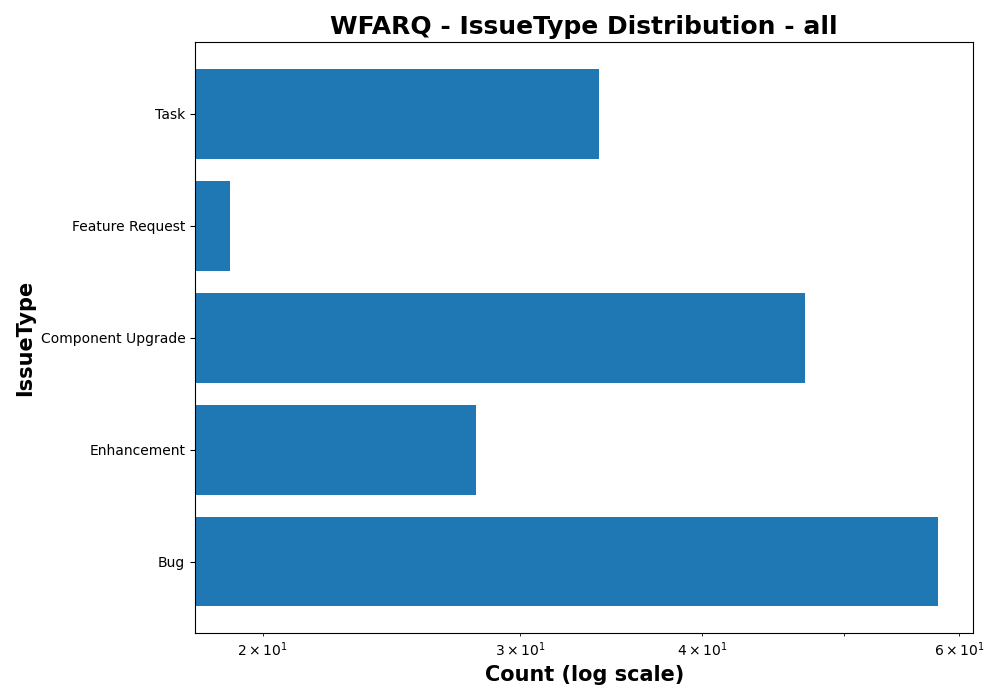 WFARQ - IssueType Distribution - all
IssueType
Task
Feature Request
Component Upgrade
Enhancement
Bug
2 × 10¹
3 × 10¹
4 × 10¹
6 × 10¹
Count (log scale)